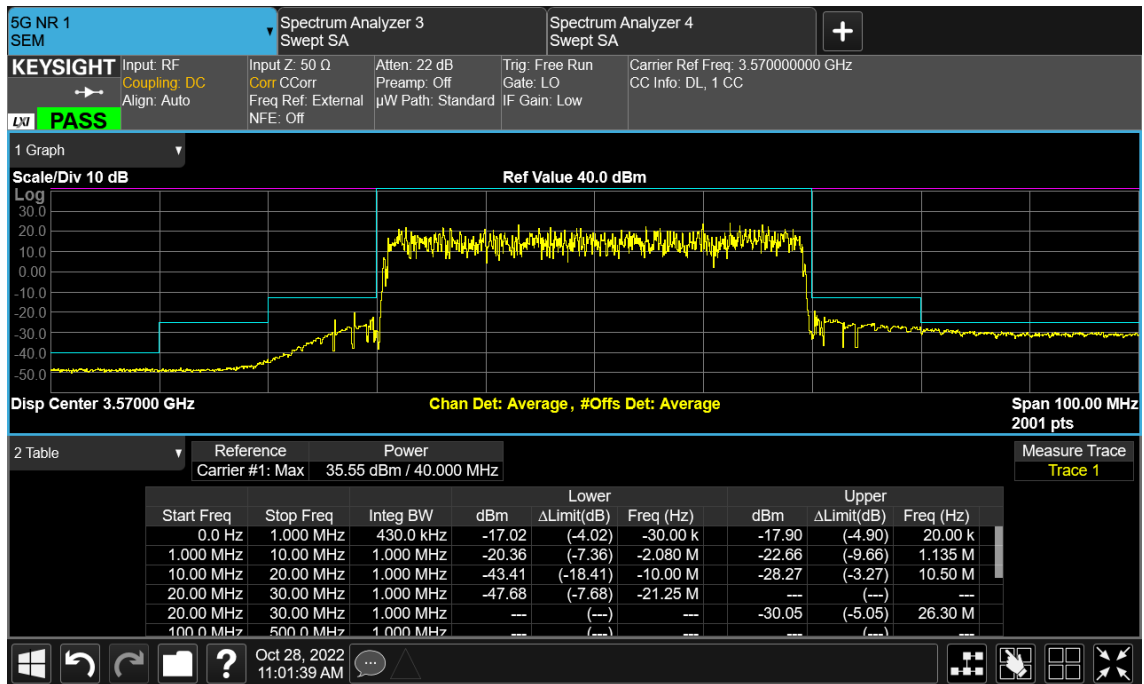 5G NR 1
SEM
Spectrum Analyzer 3
Swept SA
Spectrum Analyzer 4
Swept SA
KEYSIGHT
LXI
PASS
Input: RF
Coupling: DC
Align: Auto
Input Z: 50 Ω
Corr CCorr
Freq Ref: External
NFE: Off
Atten: 22 dB
Preamp: Off
µW Path: Standard
Trig: Free Run
Gate: LO
IF Gain: Low
Carrier Ref Freq: 3.570000000 GHz
CC Info: DL, 1 CC
1 Graph
Scale/Div 10 dB
Ref Value 40.0 dBm
Log
30.0
20.0
10.0
0.00
-10.0
-20.0
-30.0
-40.0
-50.0
Disp Center 3.57000 GHz
Chan Det: Average, #Offs Det: Average
Span 100.00 MHz
2001 pts
2 Table
Reference Power
Carrier #1: Max 35.55 dBm / 40.000 MHz
Measure Trace
Trace 1
Lower Upper
Start Freq Stop Freq Integ BW dBm ∆Limit(dB) Freq (Hz) dBm ∆Limit(dB) Freq (Hz)
0.0 Hz 1.000 MHz 430.0 kHz -17.02 (-4.02) -30.00 k -17.90 (-4.90) 20.00 k
1.000 MHz 10.00 MHz 1.000 MHz -20.36 (-7.36) -2.080 M -22.66 (-9.66) 1.135 M
10.00 MHz 20.00 MHz 1.000 MHz -43.41 (-18.41) -10.00 M -28.27 (-3.27) 10.50 M
20.00 MHz 30.00 MHz 1.000 MHz -47.68 (-7.68) -21.25 M --- (---) ---
20.00 MHz 30.00 MHz 1.000 MHz --- (---) --- -30.05 (-5.05) 26.30 M
100.0 MHz 500.0 MHz 1.000 MHz --- (---) --- --- (---) ---
Oct 28, 2022
11:01:39 AM